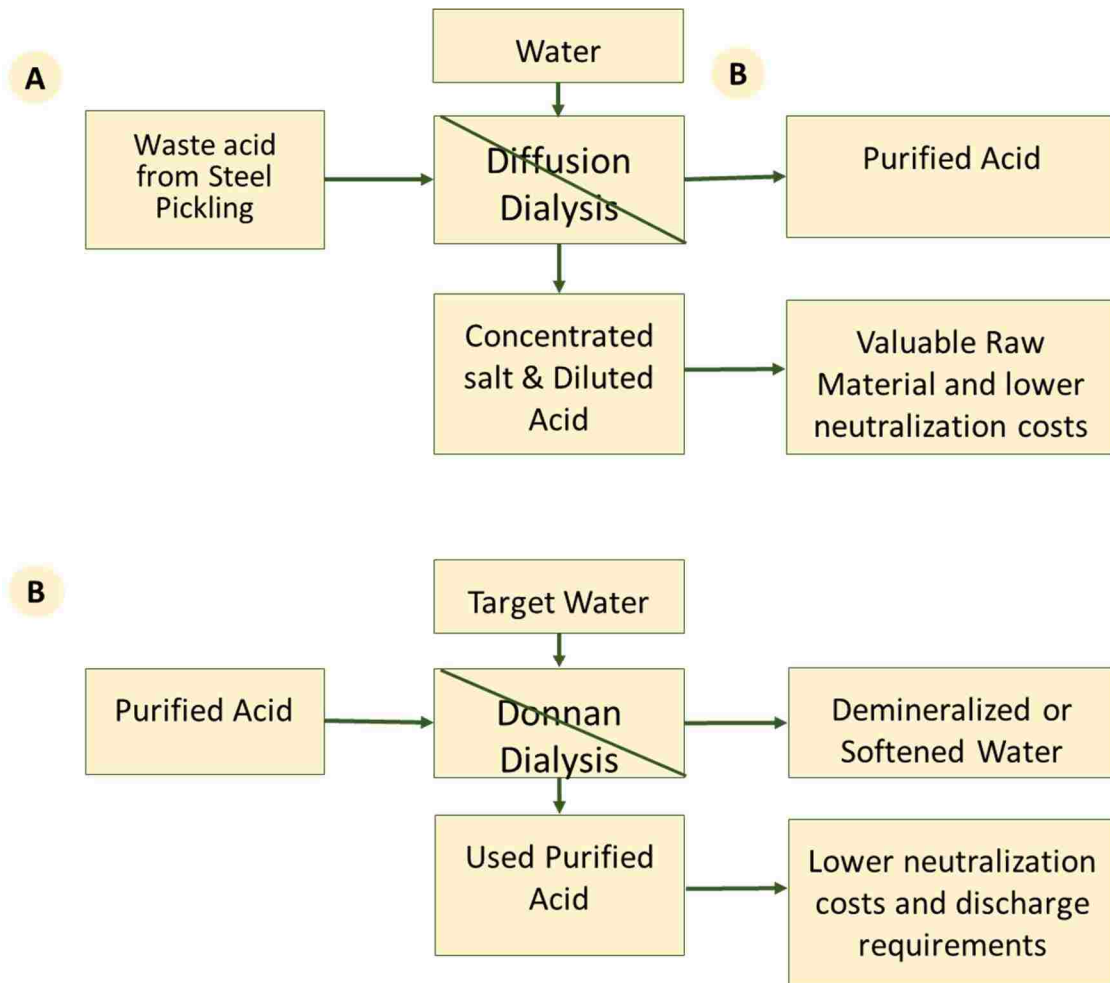 A
Water
B
Waste acid
from Steel
Pickling
Diffusion
Dialysis
Purified Acid
Concentrated
salt & Diluted
Acid
Valuable Raw
Material and lower
neutralization costs
B
Target Water
Purified Acid
Donnan
Dialysis
Demineralized or
Softened Water
Used Purified
Acid
Lower neutralization
costs and discharge
requirements